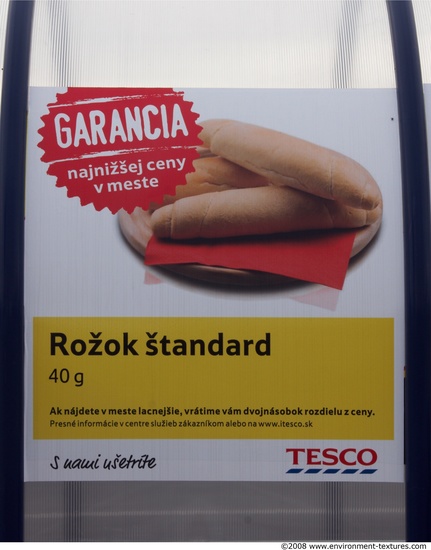 GARANCIA
najnižšej ceny
v meste
Rožok štandard
40 g
Ak nájdete v meste lacnejšie, vrátime vám dvojnásobok rozdielu z ceny.
Presné informácie v centre služieb zákazníkom alebo na www.itesco.sk
S nami ušetríte
TESCO
©2008 www.environment-textures.com